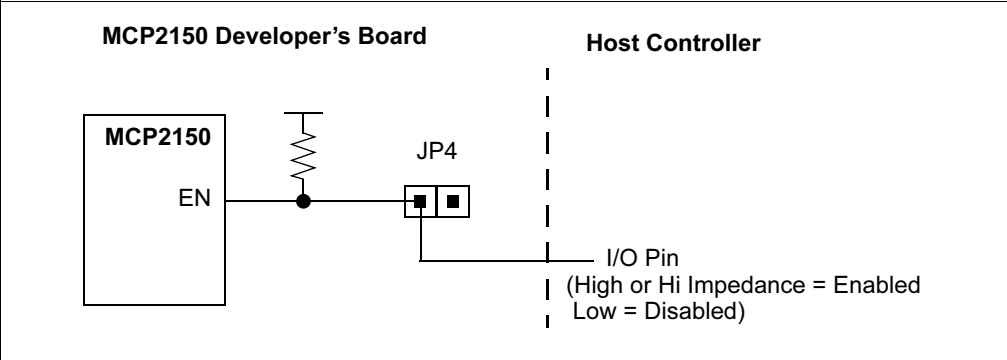 MCP2150 Developer's Board
Host Controller
MCP2150
EN
JP4
I/O Pin
(High or Hi Impedance = Enabled
Low = Disabled)